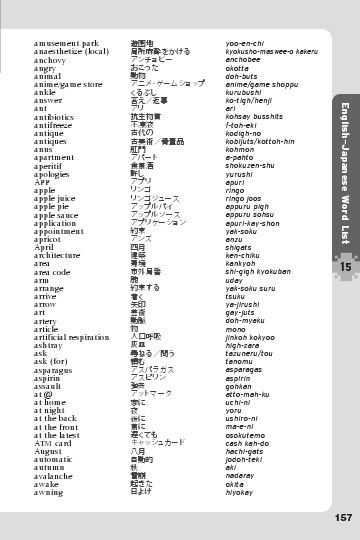 amusement park 遊園地 yoo-en-chi
anaesthetize (local) 局所麻酔をかける kyokusho-maswee-o kakeru
anchovy アンチョビー anchobee
angry おこった okotta
animal 動物 doh-buts
anime/game store アニメ・ゲームショップ anime/game shoppu
ankle くるぶし kurubushi
answer 答え／返事 ko-tigh/henji
ant アリ ari
antibiotics 抗生物質 kohsay busshits
antifreeze 不凍液 f-toh-eki
antique 古代の kodigh-no
antiques 古美術／骨董品 kobijuts/kottoh-hin
anus 肛門 kohmon
apartment アパート a-pahto
aperitif 食前酒 shokuzen-shu
apologies 許し yurushi
APP アプリ apuri
apple リンゴ ringo
apple juice リンゴジュース ringo joos
apple pie アップルパイ appuru pigh
apple sauce アップルソース appuru sohsu
application アプリケーション apuri-kay-shon
appointment 約束 yak-soku
apricot アンズ anzu
April 四月 shigats
architecture 建築 ken-chiku
area 環境 kankyoh
area code 市外局番 shi-gigh kyokuban
arm 腕 uday
arrange 約束する yak-soku suru
arrive 着く tsuku
arrow 矢印 ya-jirushi
art 芸術 gay-juts
artery 動脈 doh-myaku
article 物 mono
artificial respiration 人口呼吸 jinkoh kokyoo
ashtray 灰皿 high-zara
ask 尋ねる／問う tazuneru/tou
ask (for) 頼む tanomu
asparagus アスパラガス asparagas
aspirin アスピリン aspirin
assault 強姦 gohkan
at @ アットマーク atto-mah-ku
at home 家に uchi-ni
at night 夜 yoru
at the back 後に ushiro-ni
at the front 前に ma-e-ni
at the latest 遅くても osokutemo
ATM card キャッシュカード cash kah-do
August 八月 hachi-gats
automatic 自動的 jodoh-teki
autumn 秋 aki
avalanche 雪崩 nadaray
awake 起きた okita
awning 日よけ hiyokay
English–Japanese Word List
15
157